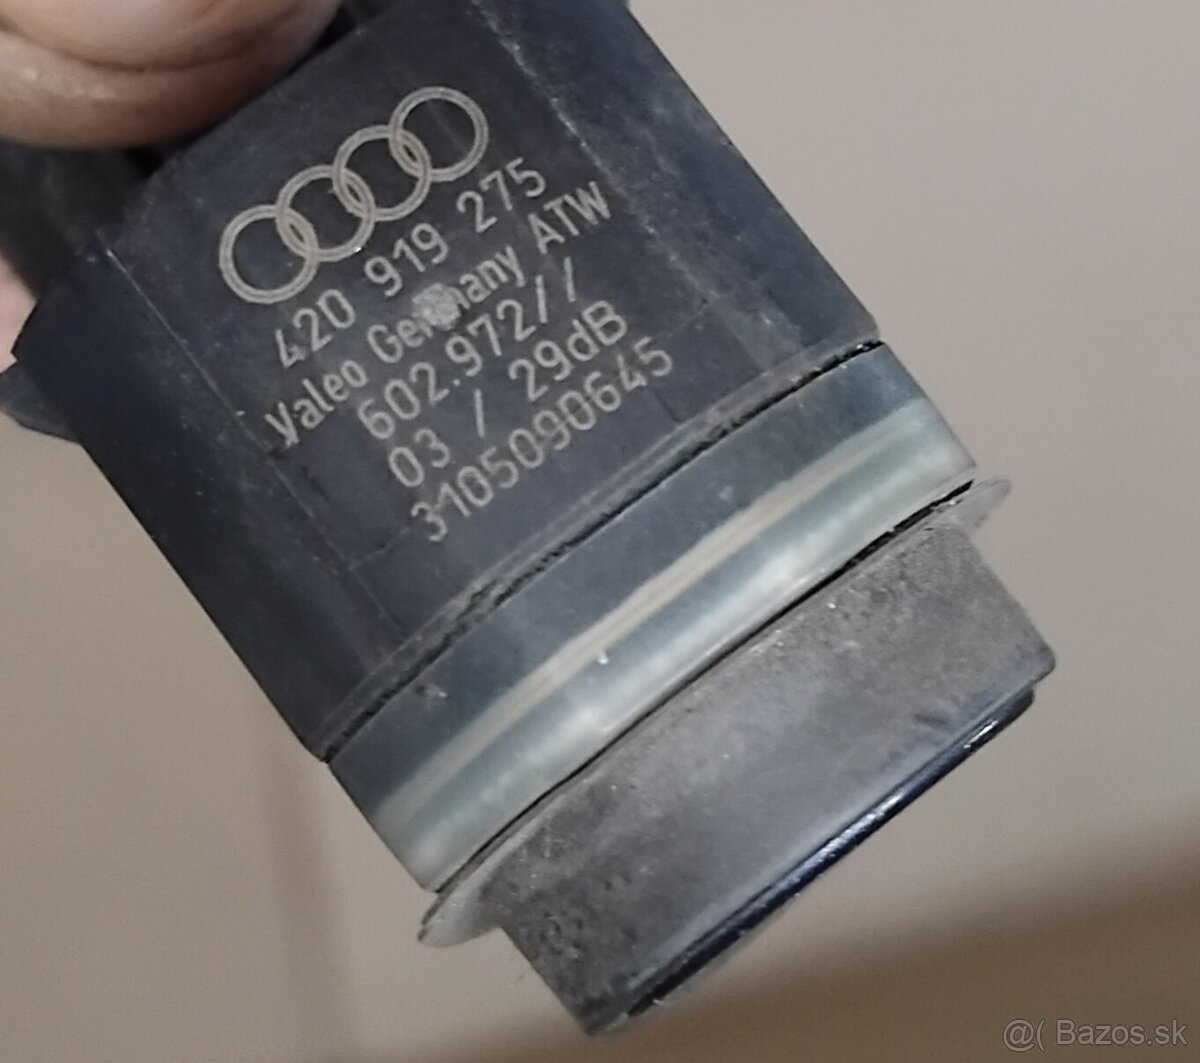 420 919 275
Valeo Germany ATW
602.972//
03 / 29dB
3105090645
@( Bazos.sk